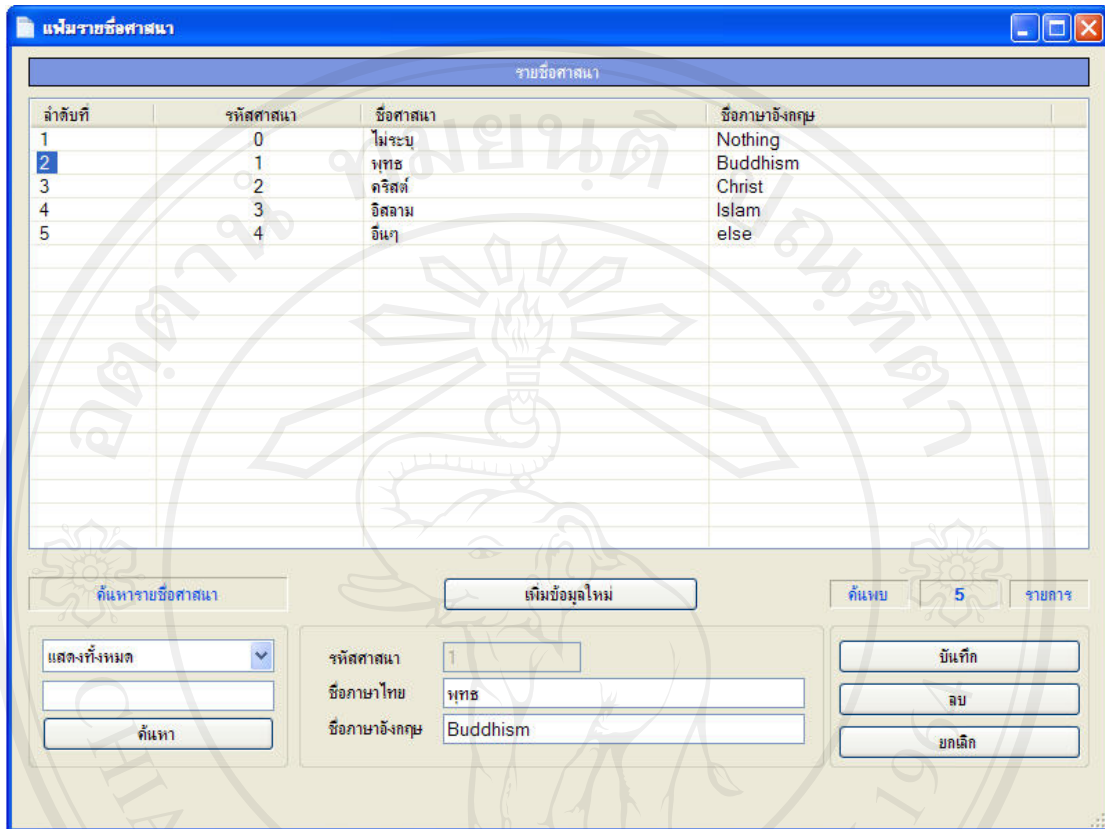 แฟ้มรายชื่อศาสนา
รายชื่อศาสนา
ลำดับที่ รหัสศาสนา ชื่อศาสนา ชื่อภาษาอังกฤษ
1 0 ไม่ระบุ Nothing
2 1 พุทธ Buddhism
3 2 คริสต์ Christ
4 3 อิสลาม Islam
5 4 อื่นๆ else
ค้นหารายชื่อศาสนา เพิ่มข้อมูลใหม่ ค้นพบ 5 รายการ
แสดงทั้งหมด
ค้นหา
รหัสศาสนา 1
ชื่อภาษาไทย พุทธ
ชื่อภาษาอังกฤษ Buddhism
บันทึก
ลบ
ยกเลิก